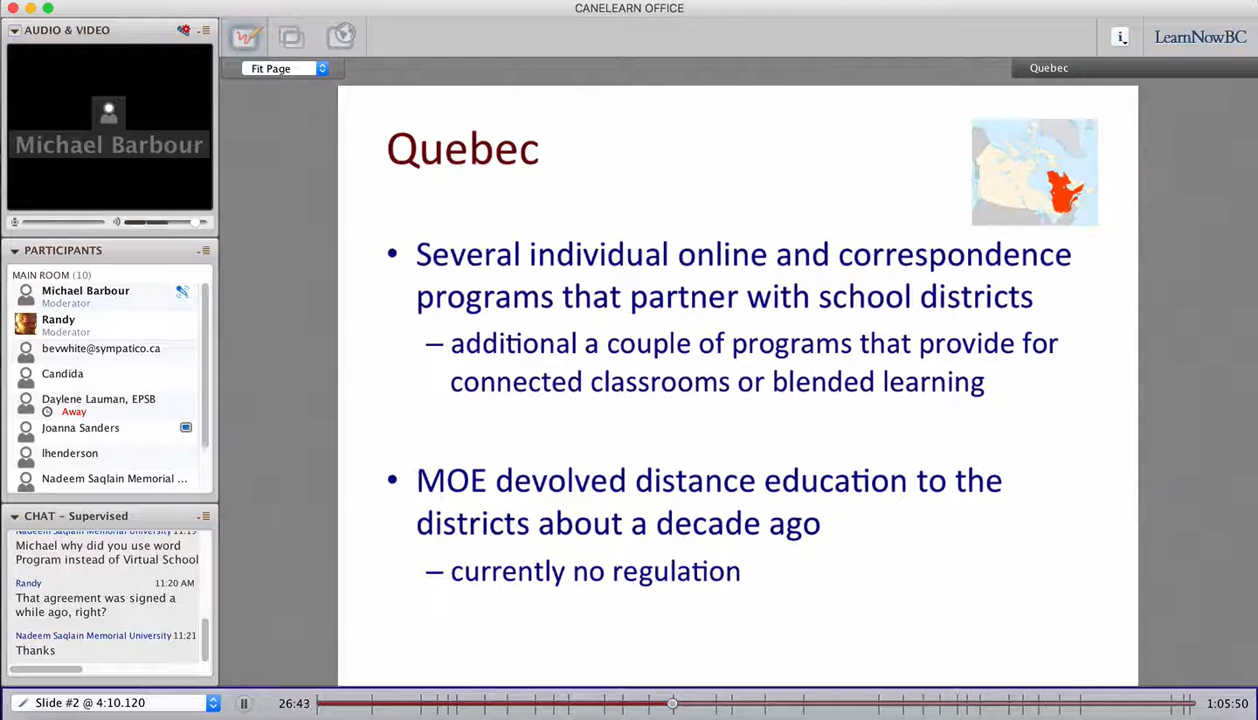 CANELEARN OFFICE
AUDIO & VIDEO
Michael Barbour
PARTICIPANTS
MAIN ROOM (10)
Michael Barbour
Moderator
Randy
Moderator
bevwhite@sympatico.ca
Candida
Daylene Lauman, EPSB
Away
Joanna Sanders
lhenderson
Nadeem Saqlain Memorial ...
CHAT - Supervised
Nadeem Saqlain Memorial University 11:19
Michael why did you use word
Program instead of Virtual School
Randy 11:20 AM
That agreement was signed a
while ago, right?
Nadeem Saqlain Memorial University 11:21
Thanks
Fit Page
LearnNowBC
Quebec
Quebec
• Several individual online and correspondence
programs that partner with school districts
– additional a couple of programs that provide for
connected classrooms or blended learning
• MOE devolved distance education to the
districts about a decade ago
– currently no regulation
Slide #2 @ 4:10.120
26:43
1:05:50